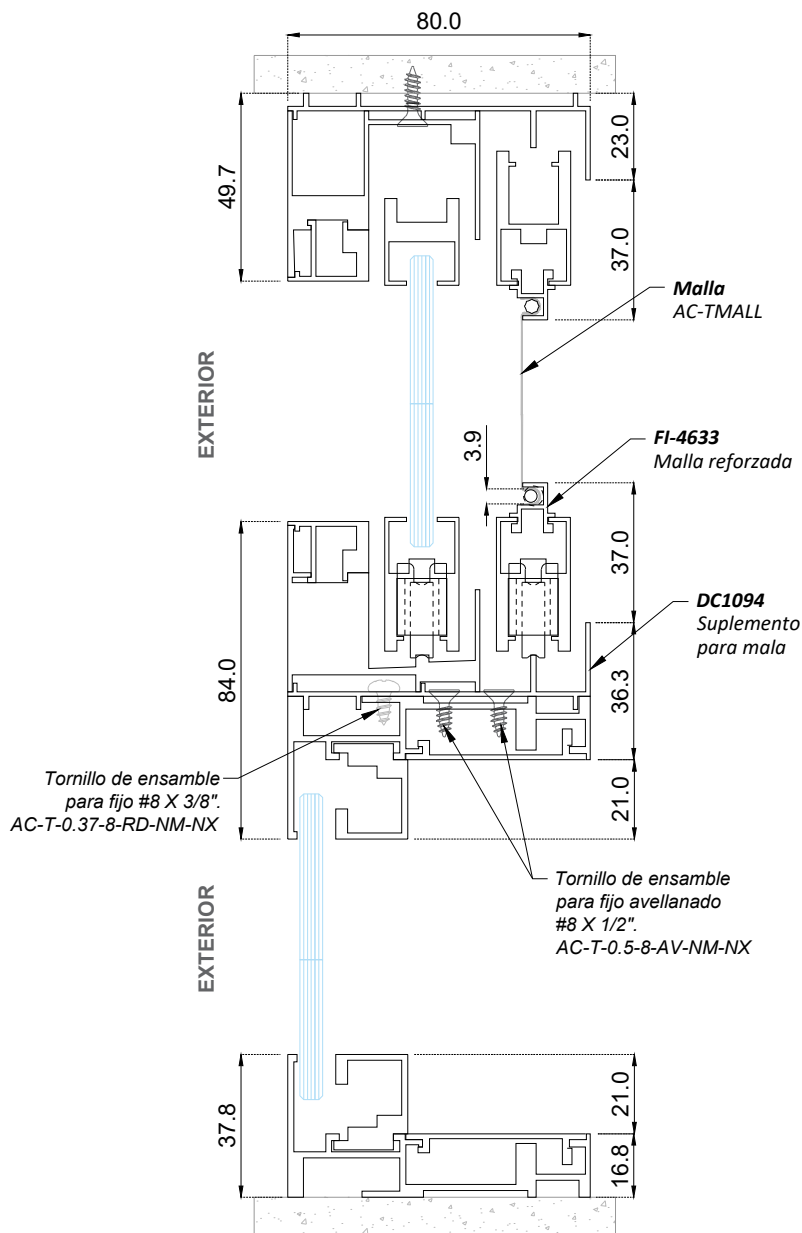 80.0
49.7
23.0
37.0
Malla
AC-TMALL
EXTERIOR
FI-4633
Malla reforzada
3.9
37.0
DC1094
Suplemento
para mala
84.0
36.3
Tornillo de ensamble
para fijo #8 X 3/8".
AC-T-0.37-8-RD-NM-NX
21.0
Tornillo de ensamble
para fijo avellanado
#8 X 1/2".
AC-T-0.5-8-AV-NM-NX
EXTERIOR
37.8
21.0
16.8